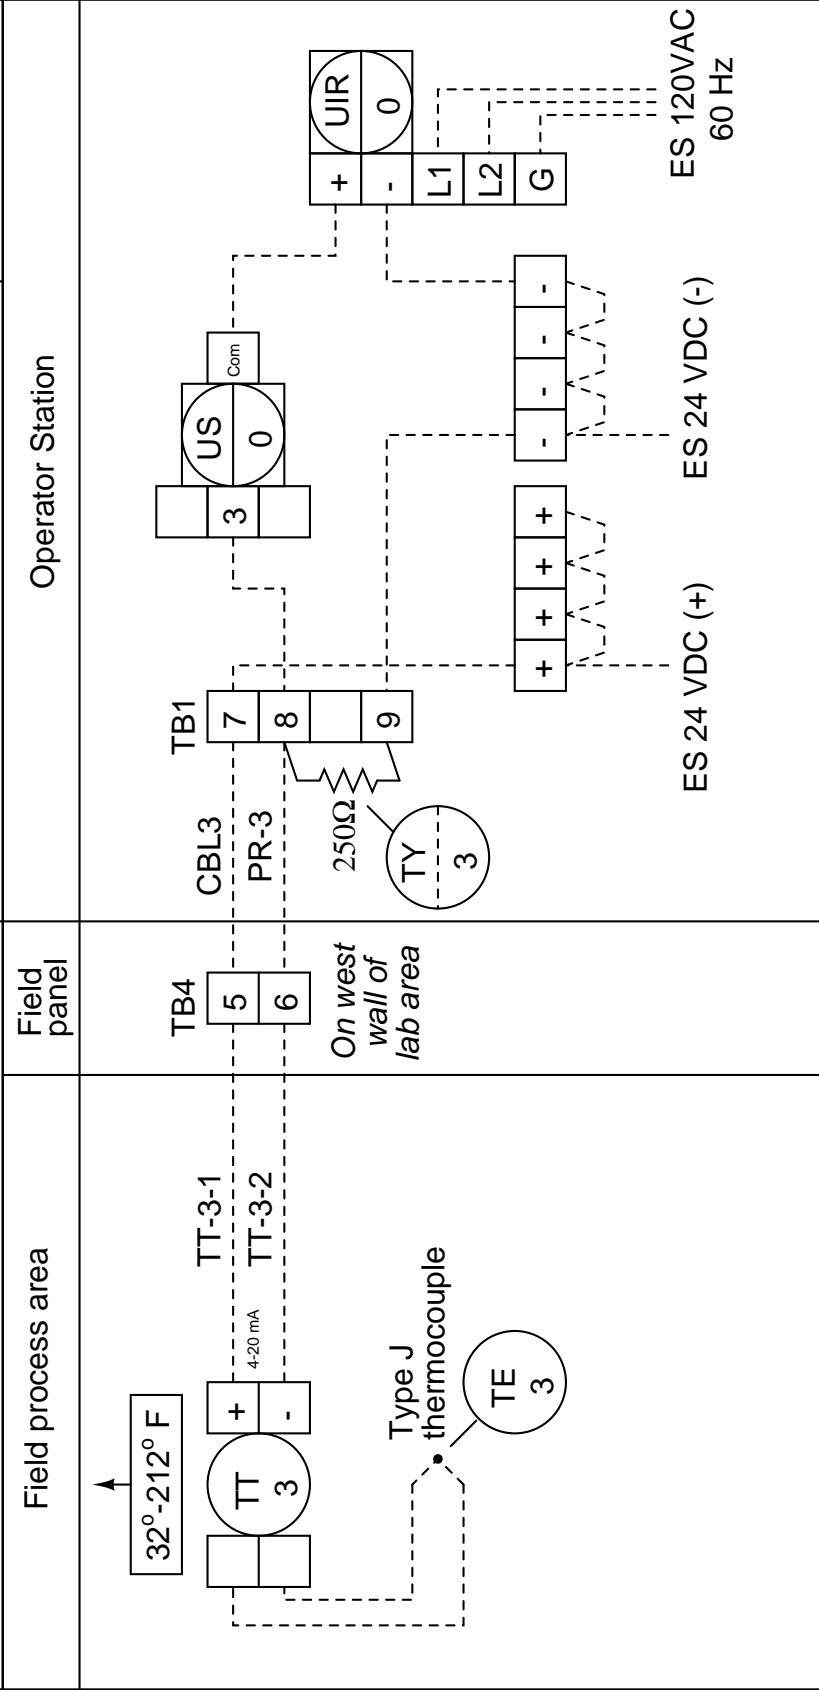 Field process area
Field
panel
Operator Station
32°-212° F
TT
3
+
-
4-20 mA
TT-3-1
TT-3-2
Type J
thermocouple
TE
3
TB4
5
6
On west
wall of
lab area
CBL3
PR-3
TB1
7
8
9
250Ω
TY
3
3
US
0
Com
UIR
0
+
-
L1
L2
G
ES 120VAC
60 Hz
+ + + +
ES 24 VDC (+)
- - - -
ES 24 VDC (-)